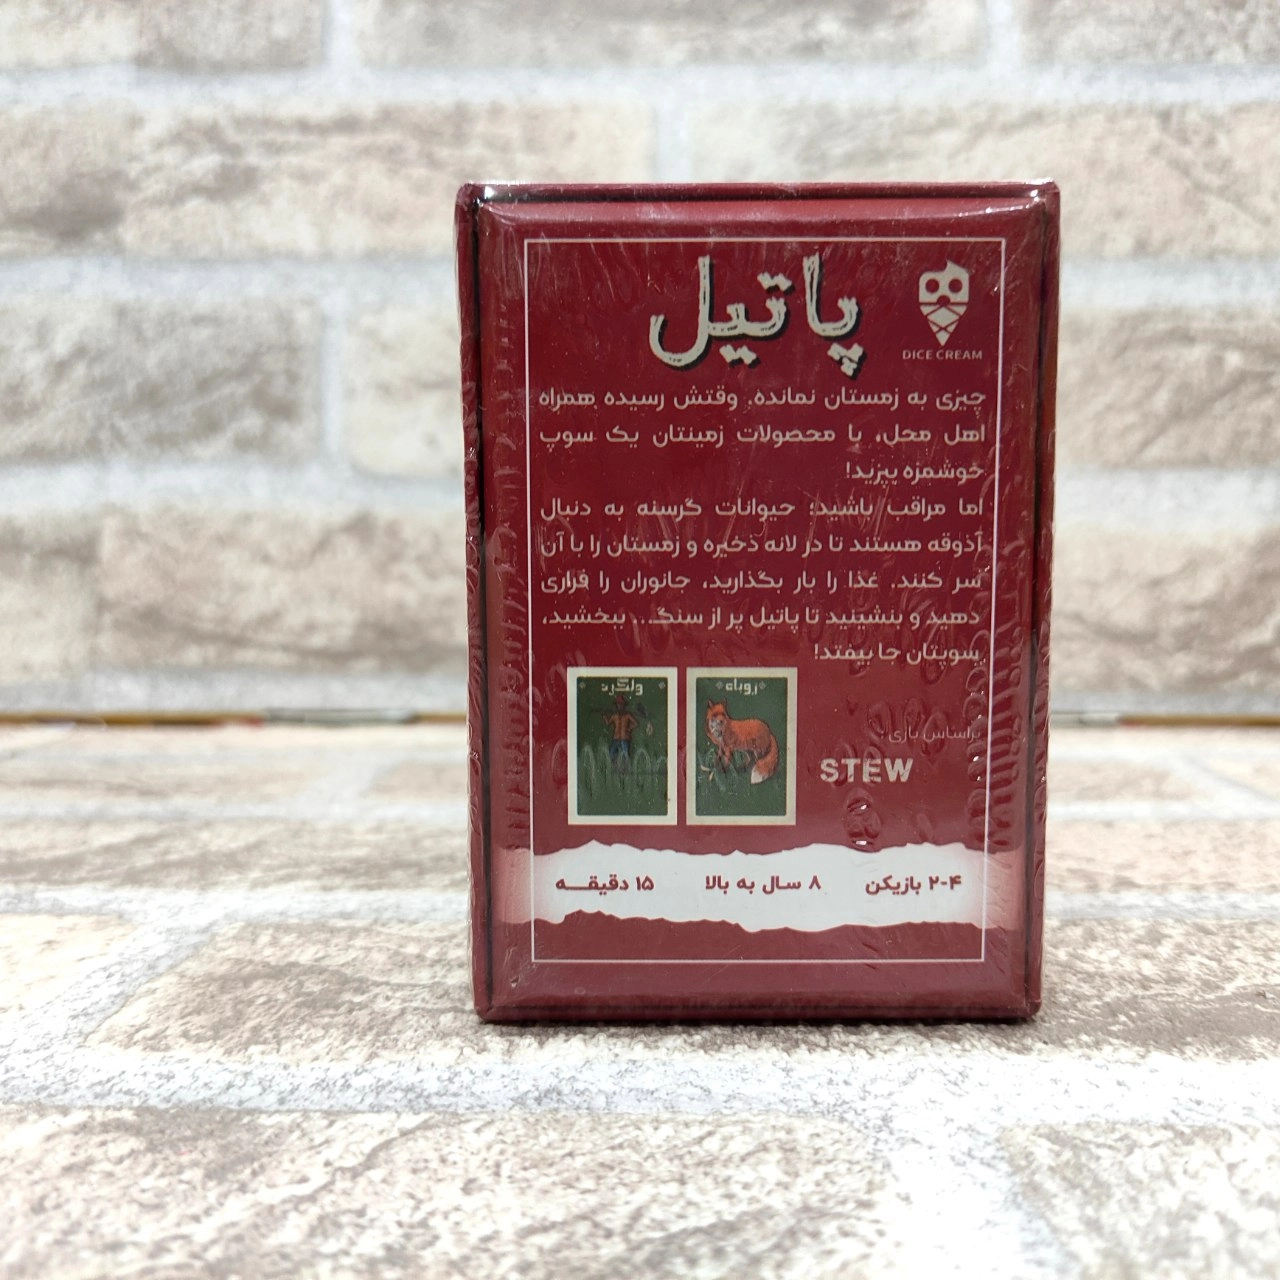 پاتیل
DICE CREAM
چیزی به زمستان نمانده. وقتش رسیده همراه
اهل محل، با محصولات زمینتان یک سوپ
خوشمزه بپزید!
اما مراقب باشید؛ حیوانات گرسنه به دنبال
آذوقه هستند تا در لانه ذخیره و زمستان را با آن
سر کنند. غذا را بار بگذارید، جانوران را فراری
دهید و بنشینید تا پاتیل پر از سنگ... ببخشید،
سوپتان جا بیفتد!
روباه
ولگرد
براساس بازی:
STEW
۲-۴ بازیکن
۸ سال به بالا
۱۵ دقیقه